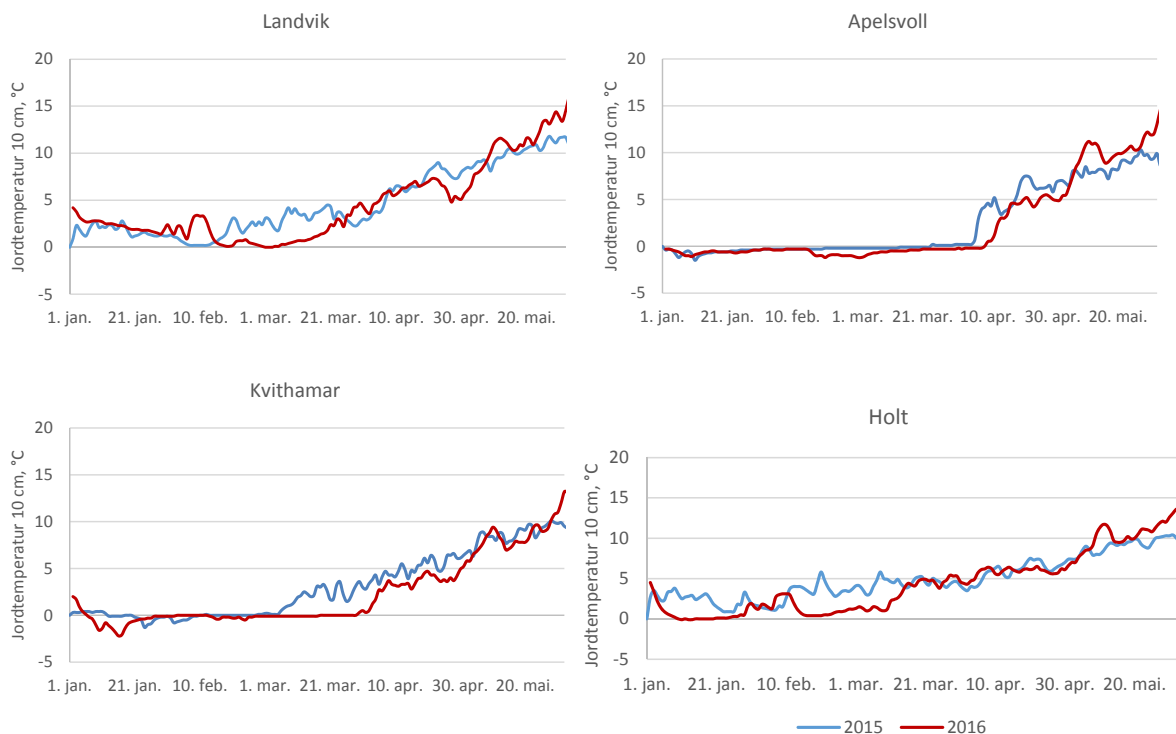 Landvik
Jordtemperatur 10 cm, °C
20
15
10
5
0
-5
1. jan. 21. jan. 10. feb. 1. mar. 21. mar. 10. apr. 30. apr. 20. mai.
Apelsvoll
Jordtemperatur 10 cm, °C
20
15
10
5
0
-5
1. jan. 21. jan. 10. feb. 1. mar. 21. mar. 10. apr. 30. apr. 20. mai.
Kvithamar
Jordtemperatur 10 cm, °C
20
15
10
5
0
-5
1. jan. 21. jan. 10. feb. 1. mar. 21. mar. 10. apr. 30. apr. 20. mai.
Holt
Jordtemperatur 10 cm, °C
20
15
10
5
0
-5
1. jan. 21. jan. 10. feb. 1. mar. 21. mar. 10. apr. 30. apr. 20. mai.
2015 2016